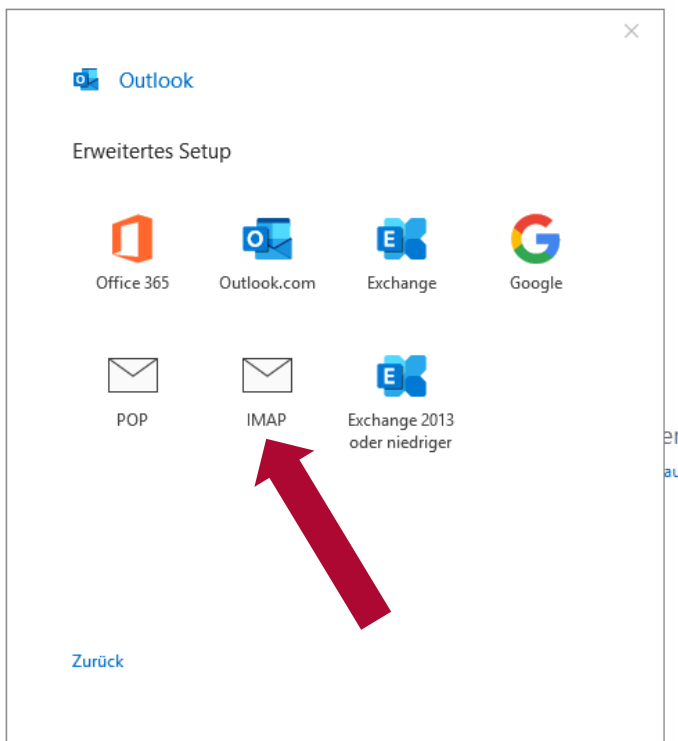 Outlook
Erweitertes Setup
Office 365
Outlook.com
Exchange
Google
POP
IMAP
Exchange 2013
oder niedriger
Zurück